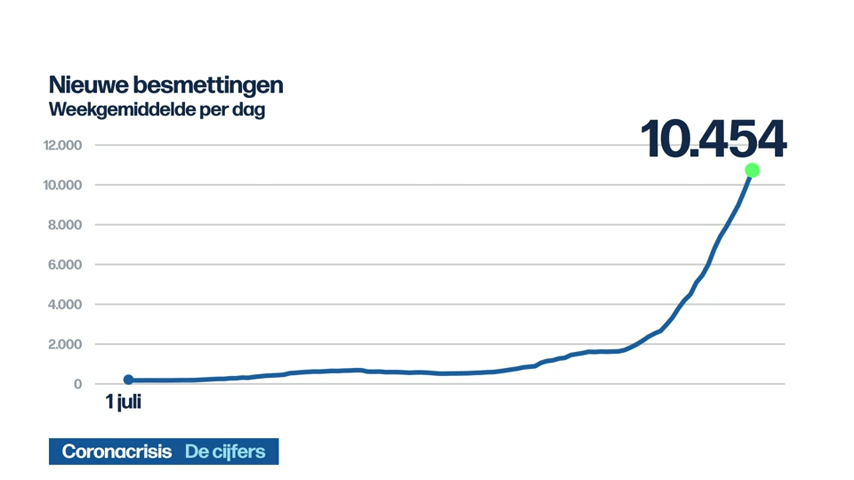 Nieuwe besmettingen
Weekgemiddelde per dag
10.454
12.000
10.000
8.000
6.000
4.000
2.000
0
1 juli
Coronacrisis De cijfers